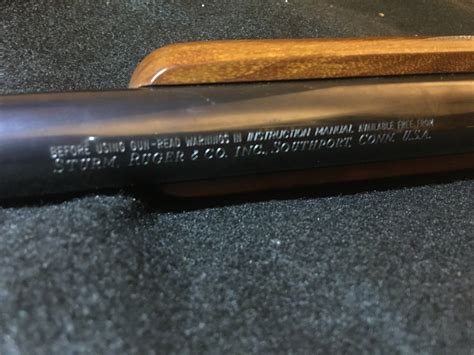 BEFORE USING GUN-READ WARNINGS IN INSTRUCTION MANUAL AVAILABLE FREE FROM
STURM, RUGER & CO. INC., SOUTHPORT, CONN. U.S.A.